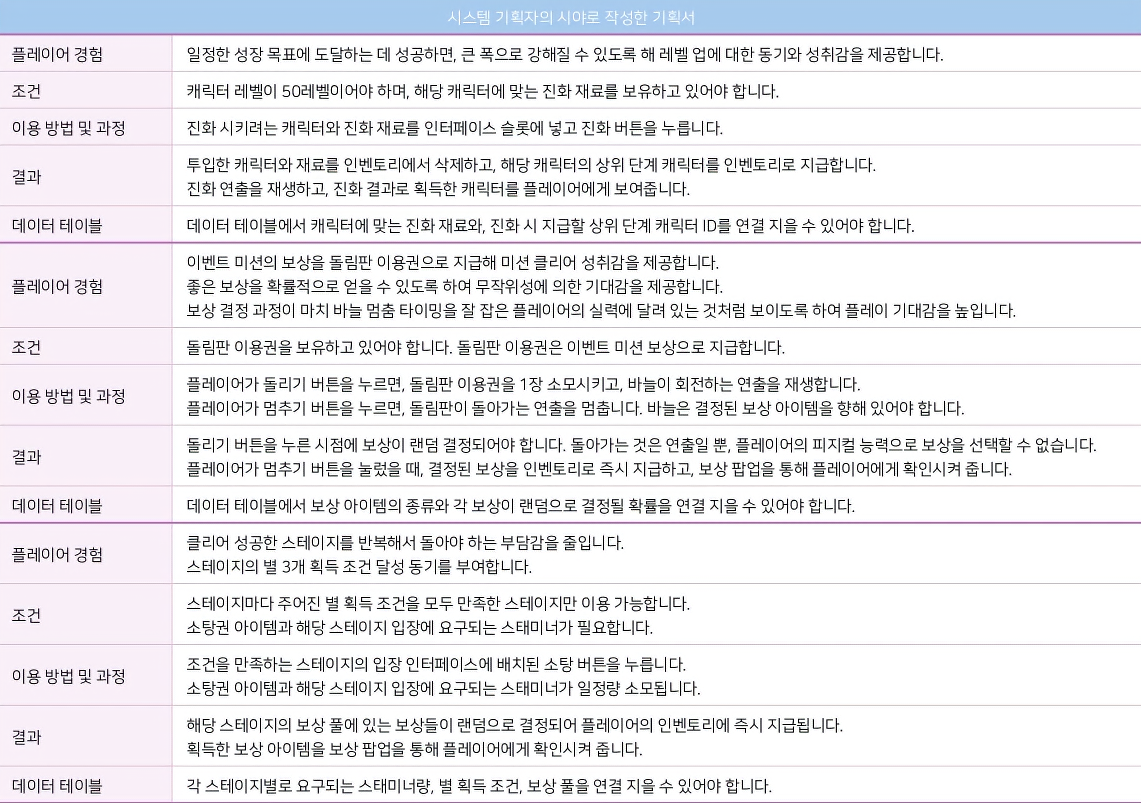 시스템 기획자의 시야로 작성한 기획서
플레이어 경험
일정한 성장 목표에 도달하는 데 성공하면, 큰 폭으로 강해질 수 있도록 해 레벨 업에 대한 동기와 성취감을 제공합니다.
조건
캐릭터 레벨이 50레벨이어야 하며, 해당 캐릭터에 맞는 진화 재료를 보유하고 있어야 합니다.
이용 방법 및 과정
진화 시키려는 캐릭터와 진화 재료를 인터페이스 슬롯에 넣고 진화 버튼을 누릅니다.
결과
투입한 캐릭터와 재료를 인벤토리에서 삭제하고, 해당 캐릭터의 상위 단계 캐릭터를 인벤토리로 지급합니다.
진화 연출을 재생하고, 진화 결과로 획득한 캐릭터를 플레이어에게 보여줍니다.
데이터 테이블
데이터 테이블에서 캐릭터에 맞는 진화 재료와, 진화 시 지급할 상위 단계 캐릭터 ID를 연결 지을 수 있어야 합니다.
플레이어 경험
이벤트 미션의 보상을 돌림판 이용권으로 지급해 미션 클리어 성취감을 제공합니다.
좋은 보상을 확률적으로 얻을 수 있도록 하여 무작위성에 의한 기대감을 제공합니다.
보상 결정 과정이 마치 바늘 멈춤 타이밍을 잘 잡은 플레이어의 실력에 달려 있는 것처럼 보이도록 하여 플레이 기대감을 높입니다.
조건
돌림판 이용권을 보유하고 있어야 합니다. 돌림판 이용권은 이벤트 미션 보상으로 지급합니다.
이용 방법 및 과정
플레이어가 돌리기 버튼을 누르면, 돌림판 이용권을 1장 소모시키고, 바늘이 회전하는 연출을 재생합니다.
플레이어가 멈추기 버튼을 누르면, 돌림판이 돌아가는 연출을 멈춥니다. 바늘은 결정된 보상 아이템을 향해 있어야 합니다.
결과
돌리기 버튼을 누른 시점에 보상이 랜덤 결정되어야 합니다. 돌아가는 것은 연출일 뿐, 플레이어의 피지컬 능력으로 보상을 선택할 수 없습니다.
플레이어가 멈추기 버튼을 눌렀을 때, 결정된 보상을 인벤토리로 즉시 지급하고, 보상 팝업을 통해 플레이어에게 확인시켜 줍니다.
데이터 테이블
데이터 테이블에서 보상 아이템의 종류와 각 보상이 랜덤으로 결정될 확률을 연결 지을 수 있어야 합니다.
플레이어 경험
클리어 성공한 스테이지를 반복해서 돌아야 하는 부담감을 줄입니다.
스테이지의 별 3개 획득 조건 달성 동기를 부여합니다.
조건
스테이지마다 주어진 별 획득 조건을 모두 만족한 스테이지만 이용 가능합니다.
소탕권 아이템과 해당 스테이지 입장에 요구되는 스태미너가 필요합니다.
이용 방법 및 과정
조건을 만족하는 스테이지의 입장 인터페이스에 배치된 소탕 버튼을 누릅니다.
소탕권 아이템과 해당 스테이지 입장에 요구되는 스태미너가 일정량 소모됩니다.
결과
해당 스테이지의 보상 풀에 있는 보상들이 랜덤으로 결정되어 플레이어의 인벤토리에 즉시 지급됩니다.
획득한 보상 아이템을 보상 팝업을 통해 플레이어에게 확인시켜 줍니다.
데이터 테이블
각 스테이지별로 요구되는 스태미너량, 별 획득 조건, 보상 풀을 연결 지을 수 있어야 합니다.